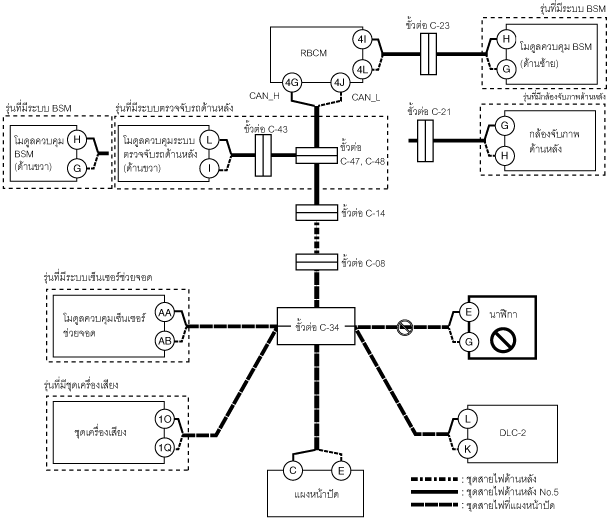 ขั้วต่อ C-23
รุ่นที่มีระบบ BSM
RBCM
4I
4L
H
G
โมดูลควบคุม BSM
(ด้านซ้าย)
4G
4J
CAN_H
CAN_L
รุ่นที่มีกล้องจับภาพด้านหลัง
รุ่นที่มีระบบ BSM
รุ่นที่มีระบบตรวจจับรถด้านหลัง
ขั้วต่อ C-21
ขั้วต่อ C-43
โมดูลควบคุม
BSM
(ด้านขวา)
H
G
โมดูลควบคุมระบบ
ตรวจจับรถด้านหลัง
(ด้านขวา)
L
I
ขั้วต่อ
C-47, C-48
G
H
กล้องจับภาพ
ด้านหลัง
ขั้วต่อ C-14
ขั้วต่อ C-08
รุ่นที่มีระบบเซ็นเซอร์ช่วยจอด
โมดูลควบคุมเซ็นเซอร์
ช่วยจอด
AA
AB
ขั้วต่อ C-34
E
G
นาฬิกา
รุ่นที่มีชุดเครื่องเสียง
ชุดเครื่องเสียง
1O
1Q
L
K
DLC-2
C
E
แผงหน้าปัด
: ชุดสายไฟด้านหลัง
: ชุดสายไฟด้านหลัง No.5
: ชุดสายไฟที่แผงหน้าปัด